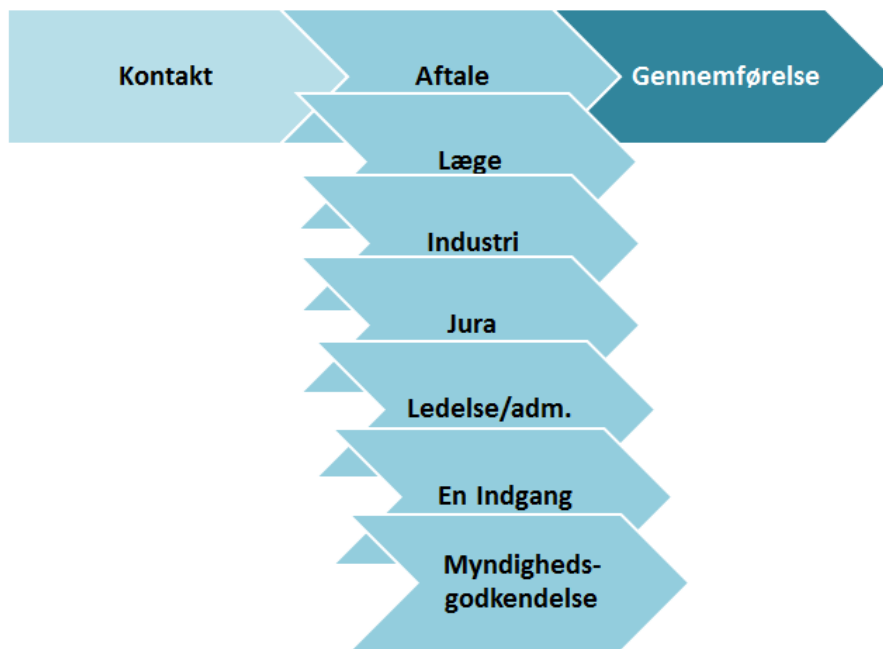 Kontakt
Aftale
Gennemførelse
Læge
Industri
Jura
Ledelse/adm.
En Indgang
Myndigheds-
godkendelse